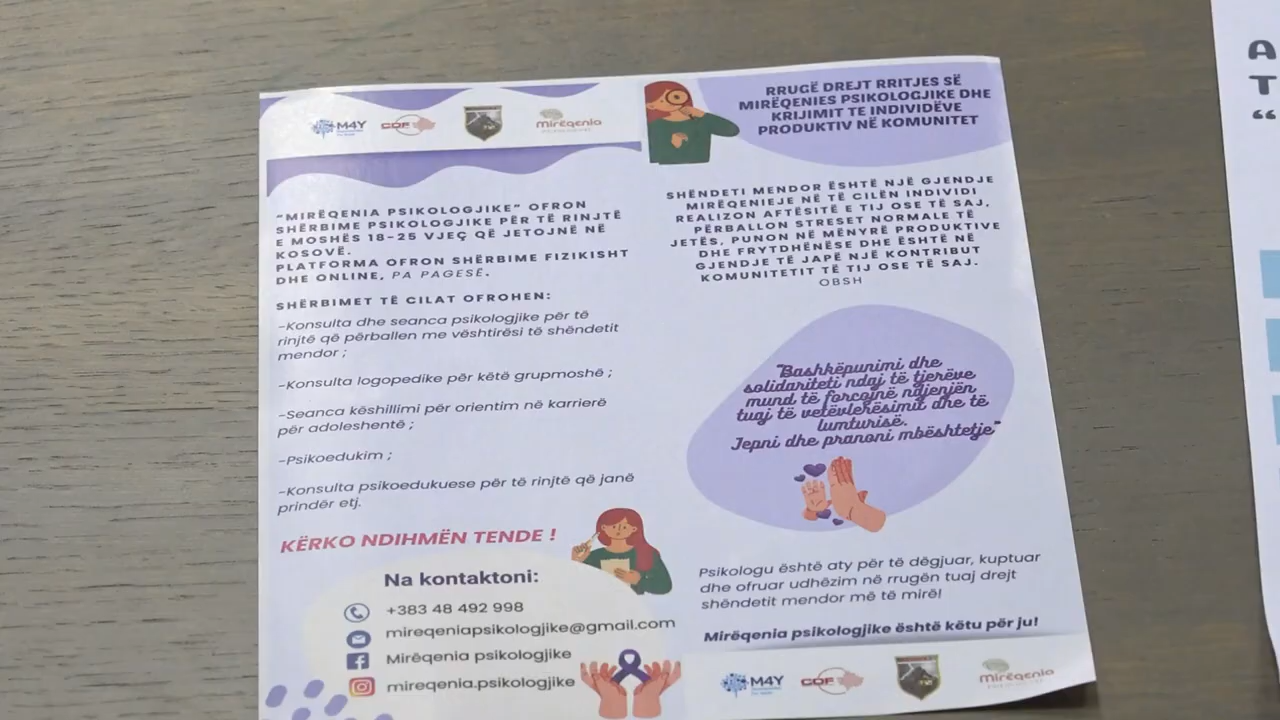 M4Y
CDF
Mirëqenia
"MIRËQENIA PSIKOLOGJIKE" OFRON
SHËRBIME PSIKOLOGJIKE PËR TË RINJTË
E MOSHËS 18-25 VJEÇ QË JETOJNË NË
KOSOVË.
PLATFORMA OFRON SHËRBIME FIZIKISHT
DHE ONLINE, PA PAGESË.
SHËRBIMET TË CILAT OFROHEN:
-Konsulta dhe seanca psikologjike për të
rinjtë që përballen me vështirësi të shëndetit
mendor ;
-Konsulta logopedike për këtë grupmoshë ;
-Seanca këshillimi për orientim në karrierë
për adoleshentë ;
-Psikoedukim ;
-Konsulta psikoedukuese për të rinjtë që janë
prindër etj.
KËRKO NDIHMËN TENDE !
Na kontaktoni:
+383 48 492 998
mireqeniapsikologjike@gmail.com
Mirëqenia psikologjike
mireqenia.psikologjike
RRUGË DREJT RRITJES SË
MIRËQENIES PSIKOLOGJIKE DHE
KRIJIMIT TE INDIVIDËVE
PRODUKTIV NË KOMUNITET
SHËNDETI MENDOR ËSHTË NJË GJENDJE
MIRËQENIEJE NË TË CILËN INDIVIDI
REALIZON AFTËSITË E TIJ OSE TË SAJ,
PËRBALLON STRESET NORMALE TË
JETËS, PUNON NË MËNYRË PRODUKTIVE
DHE FRYTDHËNËSE DHE ËSHTË NË
GJENDJE TË JAPË NJË KONTRIBUT
KOMUNITETIT TË TIJ OSE TË SAJ.
OBSH
"Bashkëpunimi dhe
solidariteti ndaj të tjerëve
mund të forcojnë ndjenjën
tuaj të vetëvlerësimit dhe të
lumturisë.
Jepni dhe pranoni mbështetje"
Psikologu është aty për të dëgjuar, kuptuar
dhe ofruar udhëzim në rrugën tuaj drejt
shëndetit mendor më të mirë!
Mirëqenia psikologjike është këtu për ju!
M4Y
CDF
Mirëqenia
A
T
“